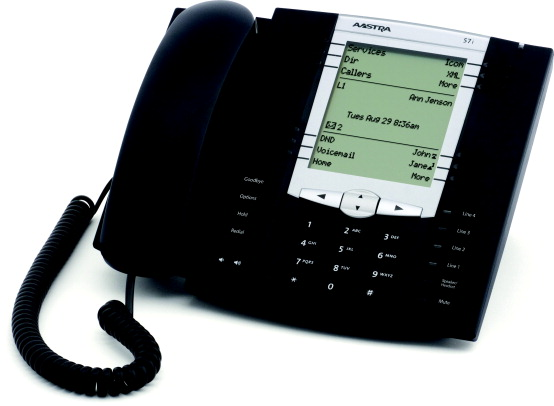 AASTRA 57i
Services Icom
Dir XML
Callers More
L1 Ann Jenson
Tues Aug 29 8:36am
2
DND John
Voicemail Jane
Home More
Goodbye
Options
Hold
Redial
Line 4
Line 3
Line 2
Line 1
Mute
1 2 ABC 3 DEF
4 GHI 5 JKL 6 MNO
7 PQRS 8 TUV 9 WXYZ
* 0 #